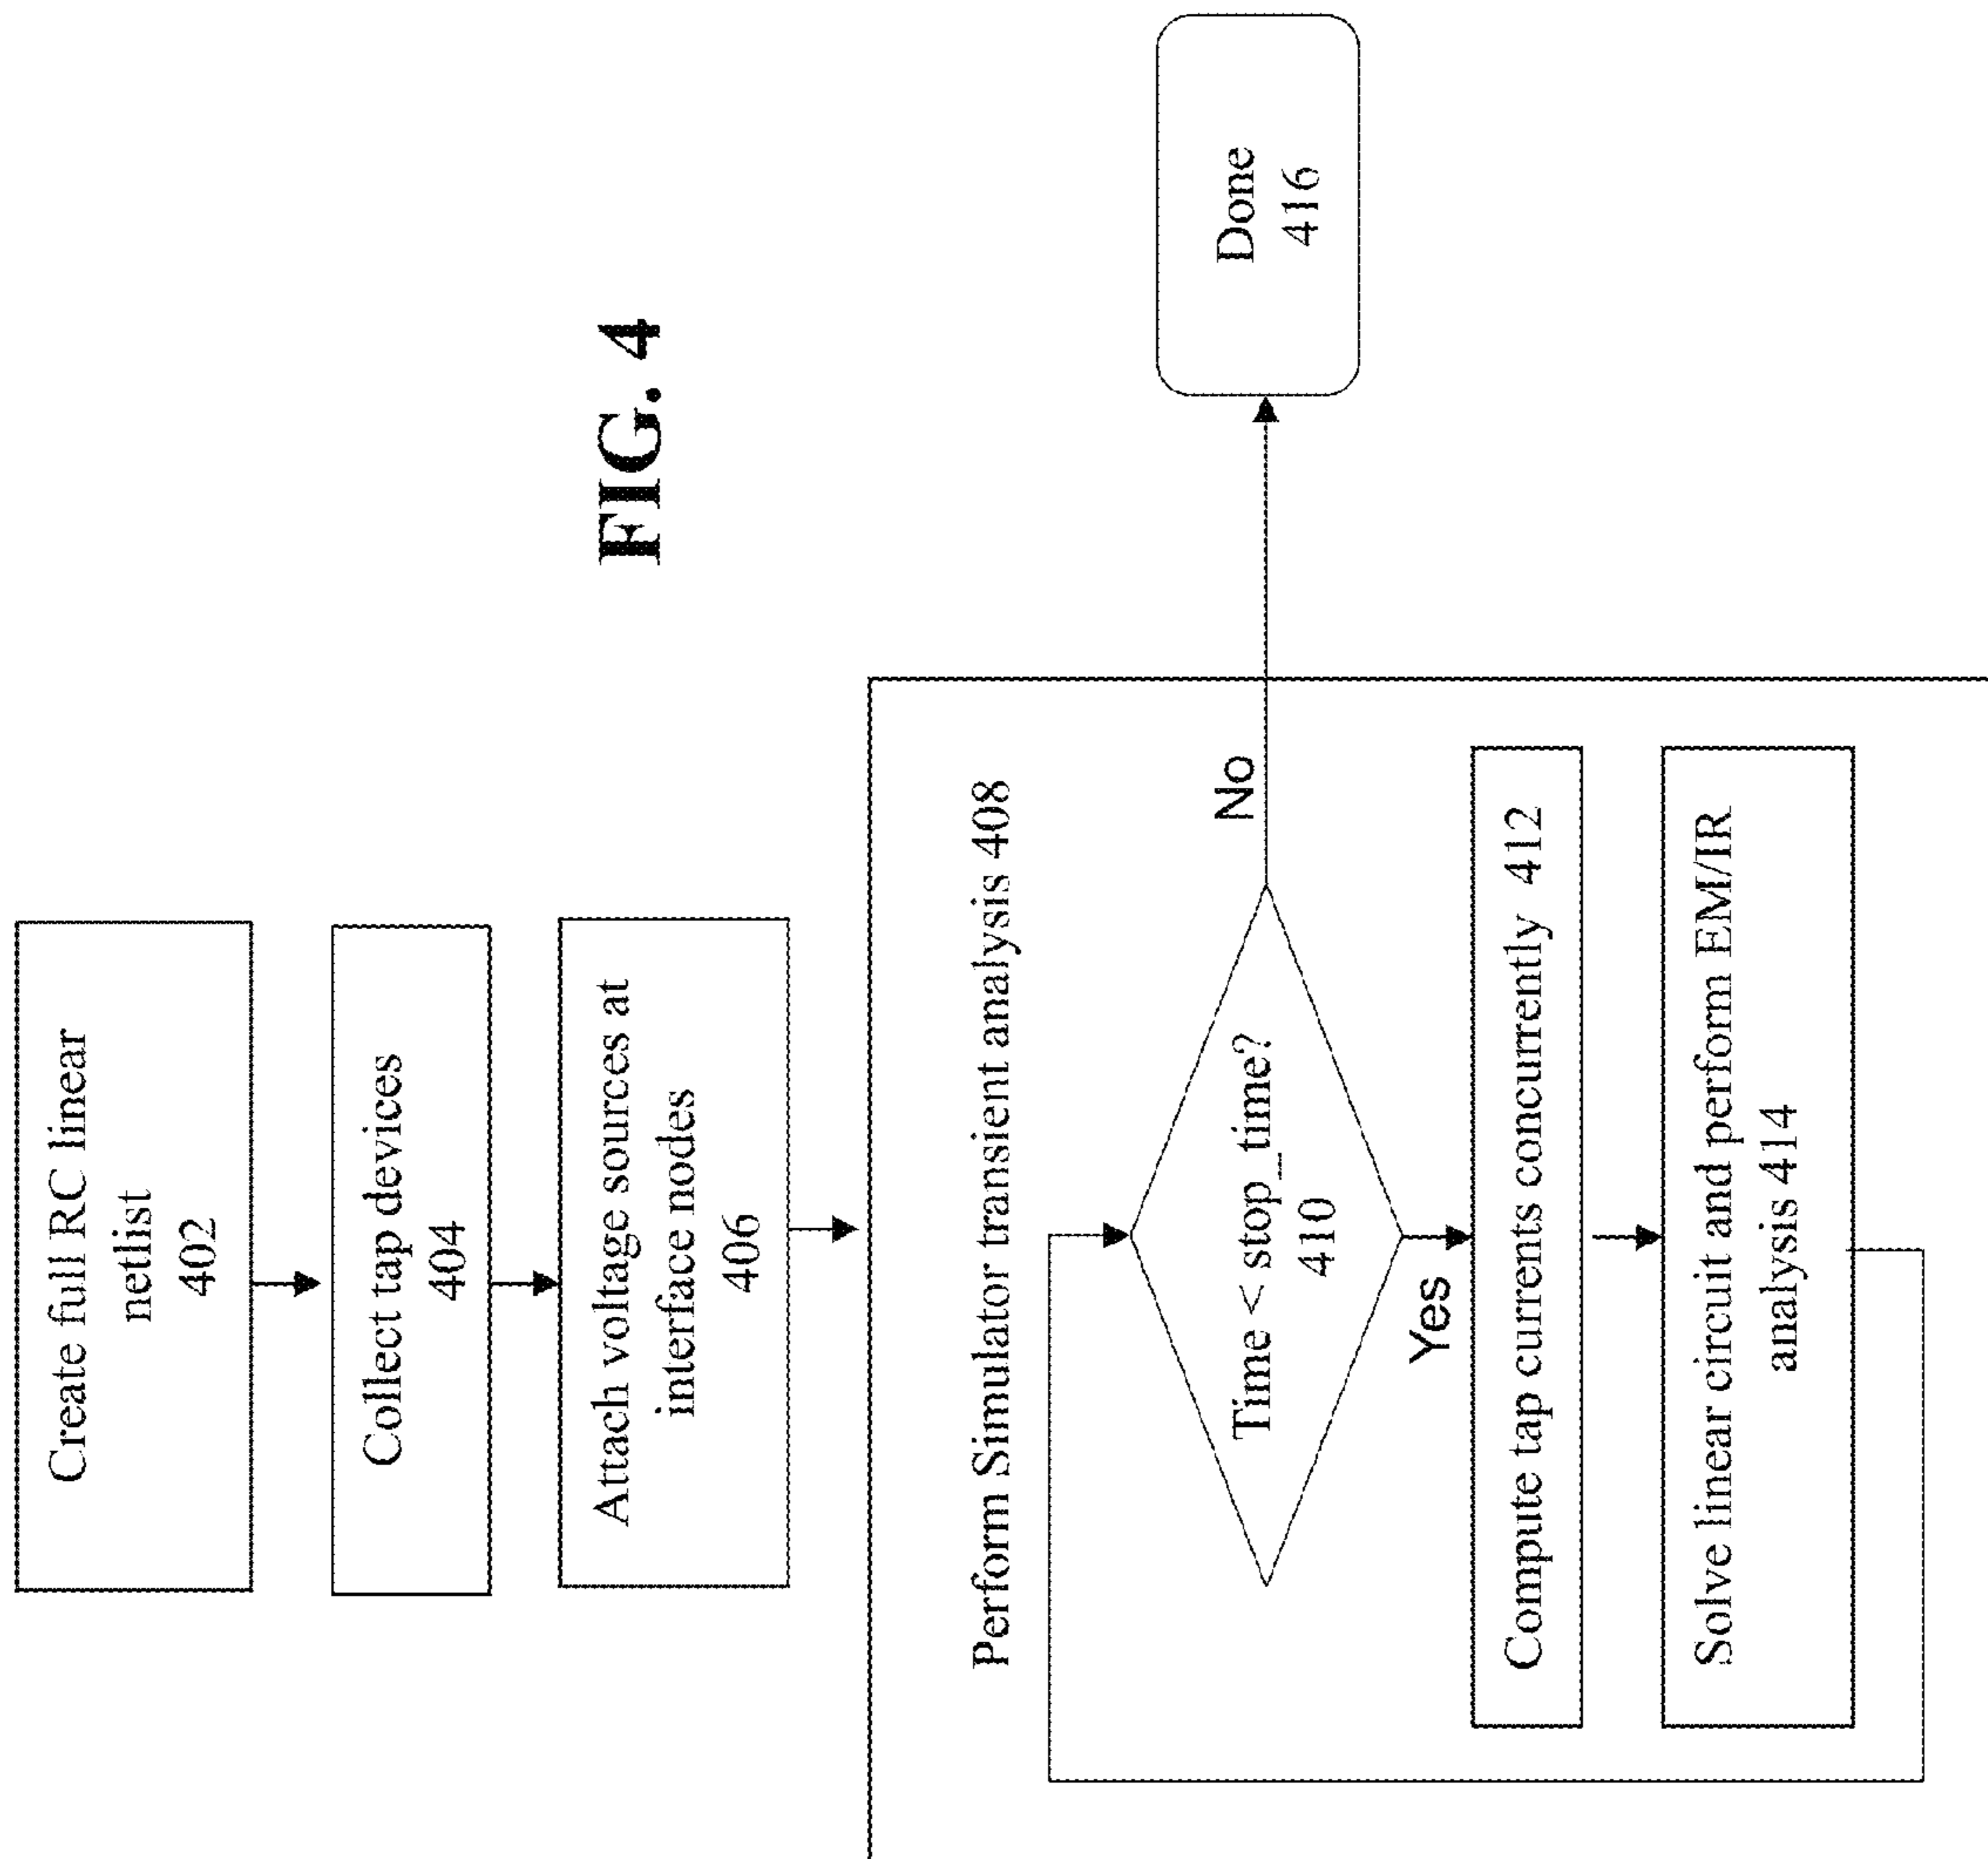 Create full RC linear
netlist
402
Collect tap devices
404
Attach voltage sources at
interface nodes
406
Perform Simulator transient analysis 408
Time < stop_time?
410
Yes
No
Compute tap currents concurrently 412
Solve linear circuit and perform EM/IR
analysis 414
Done
416
FIG. 4